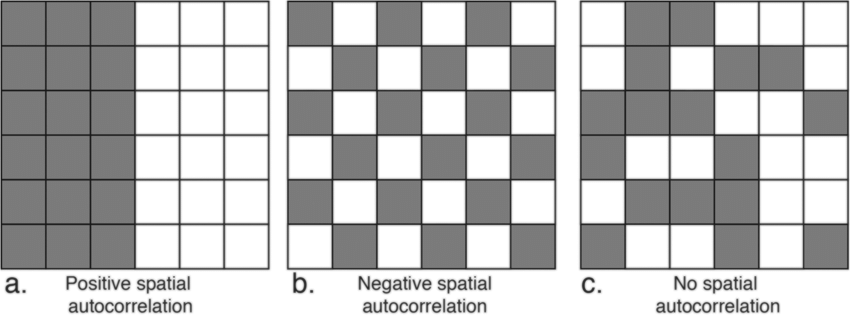 a. Positive spatial
autocorrelation
b. Negative spatial
autocorrelation
c. No spatial
autocorrelation